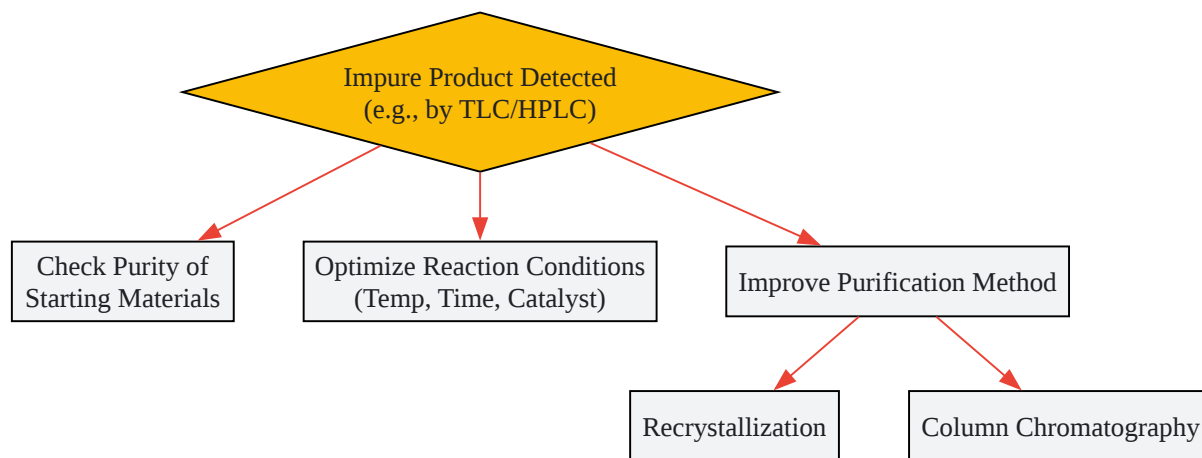 Impure Product Detected
(e.g., by TLC/HPLC)
Check Purity of
Starting Materials
Optimize Reaction Conditions
(Temp, Time, Catalyst)
Improve Purification Method
Recrystallization
Column Chromatography